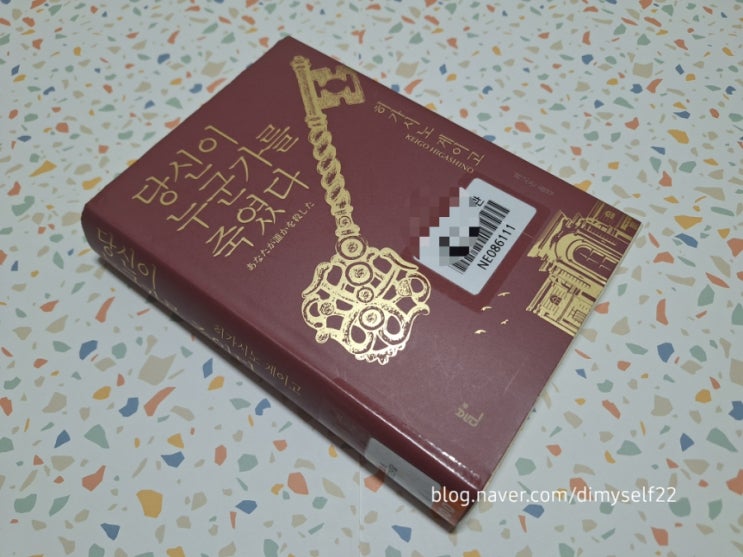 당신이
누군가를
죽였다
あなたが誰かを殺した
히가시노 게이고
KEIGO HIGASHINO
NE086111
당신이
히가시노 게이고
blog.naver.com/dimyself22